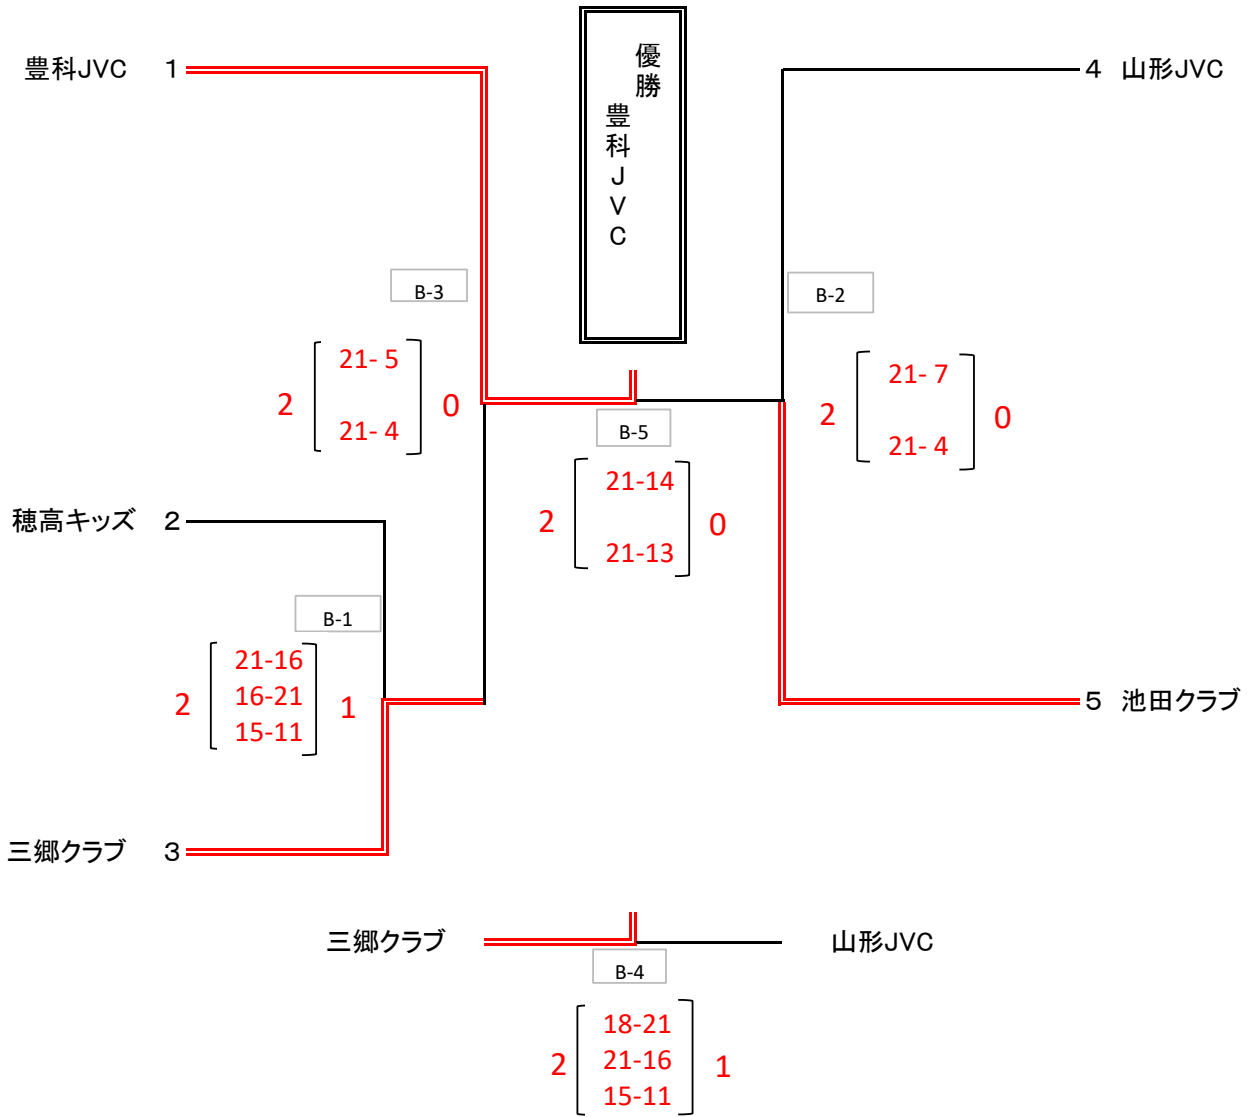 優勝
豊科JVC
豊科JVC 1
4 山形JVC
B-3
B-2
2 21- 5 0
21- 4
2 21- 7 0
21- 4
B-5
2 21-14 0
21-13
穂高キッズ 2
B-1
2 21-16 1
16-21
15-11
5 池田クラブ
三郷クラブ 3
三郷クラブ 山形JVC
B-4
18-21
2 21-16 1
15-11